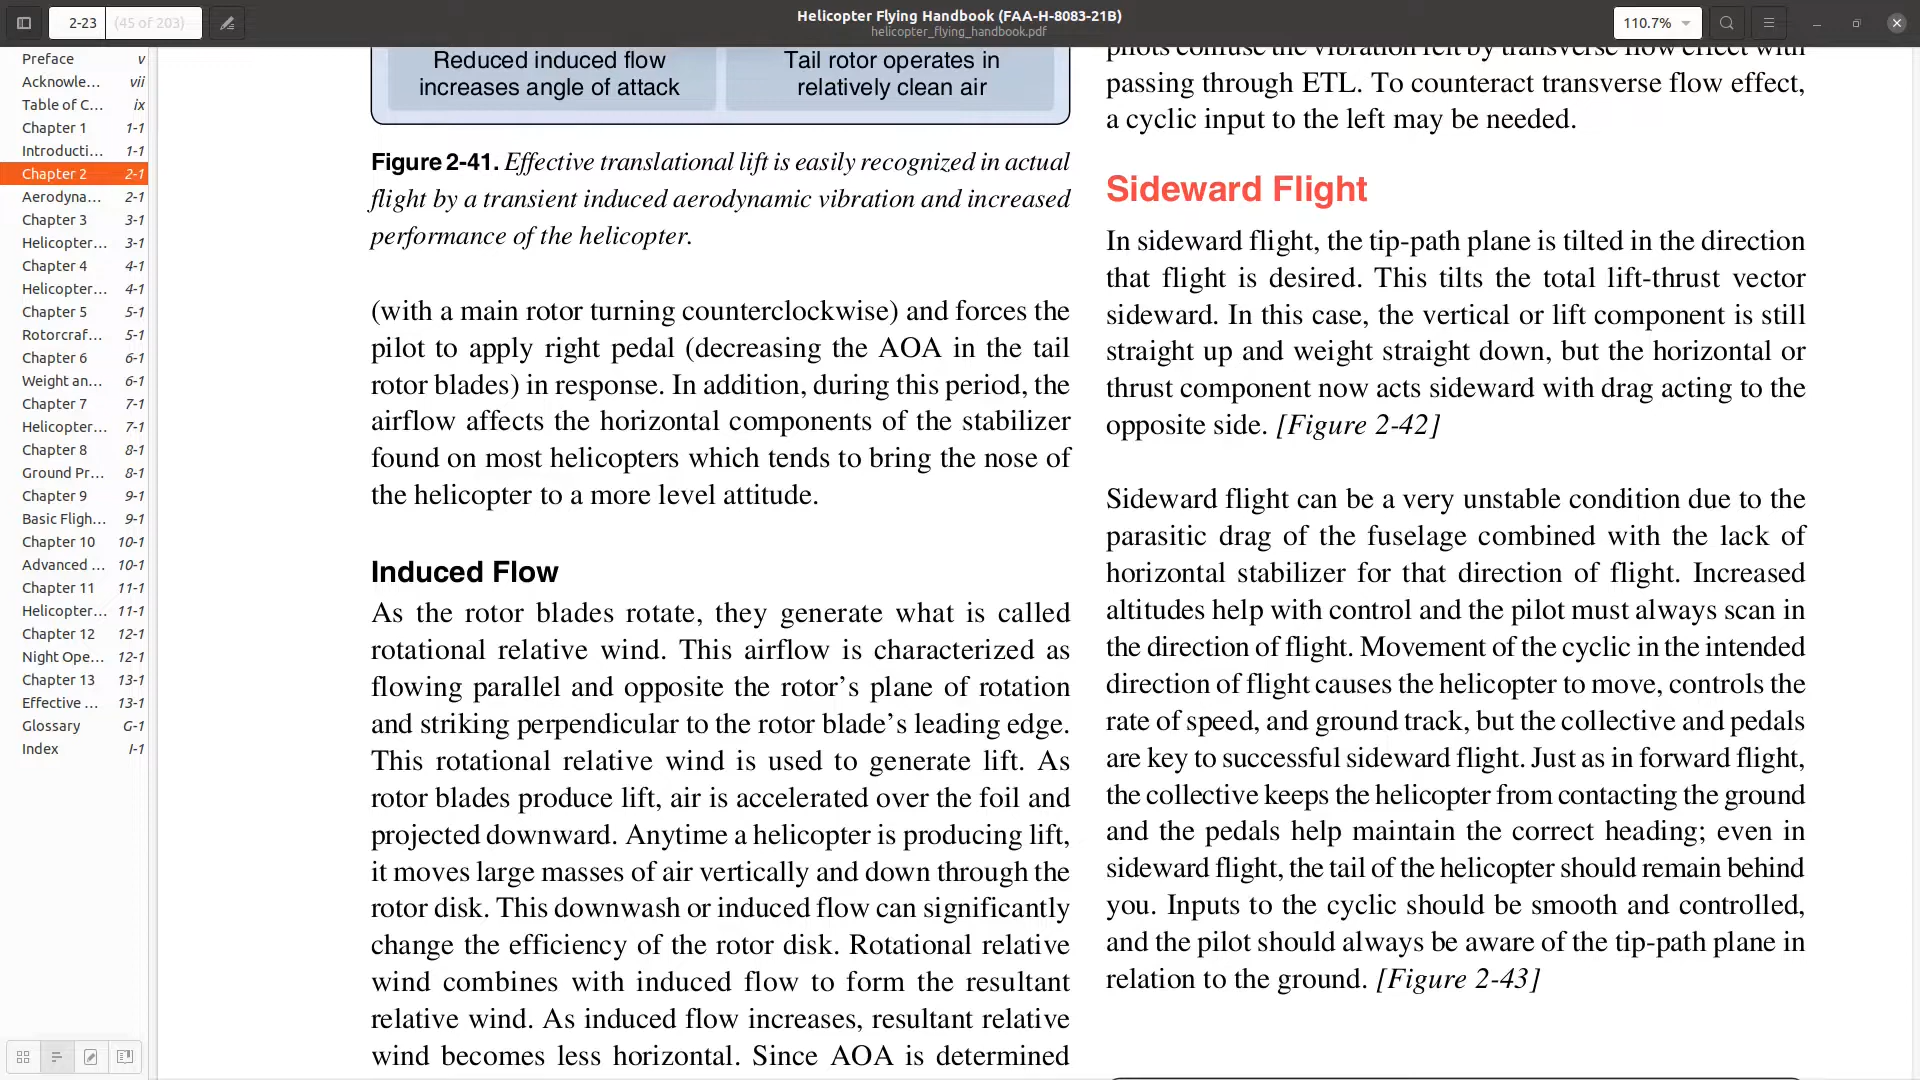 2-23
(45 of 203)
Helicopter Flying Handbook (FAA-H-8083-21B)
helicopter_flying_handbook.pdf
110.7%
Preface v
Acknowle... vii
Table of C... ix
Chapter 1 1-1
Introducti... 1-1
Chapter 2 2-1
Aerodyna... 2-1
Chapter 3 3-1
Helicopter... 3-1
Chapter 4 4-1
Helicopter... 4-1
Chapter 5 5-1
Rotorcraf... 5-1
Chapter 6 6-1
Weight an... 6-1
Chapter 7 7-1
Helicopter... 7-1
Chapter 8 8-1
Ground Pr... 8-1
Chapter 9 9-1
Basic Fligh... 9-1
Chapter 10 10-1
Advanced ... 10-1
Chapter 11 11-1
Helicopter... 11-1
Chapter 12 12-1
Night Ope... 12-1
Chapter 13 13-1
Effective ... 13-1
Glossary G-1
Index I-1
Reduced induced flow
increases angle of attack
Tail rotor operates in
relatively clean air
Figure 2-41. Effective translational lift is easily recognized in actual
flight by a transient induced aerodynamic vibration and increased
performance of the helicopter.
(with a main rotor turning counterclockwise) and forces the
pilot to apply right pedal (decreasing the AOA in the tail
rotor blades) in response. In addition, during this period, the
airflow affects the horizontal components of the stabilizer
found on most helicopters which tends to bring the nose of
the helicopter to a more level attitude.
Induced Flow
As the rotor blades rotate, they generate what is called
rotational relative wind. This airflow is characterized as
flowing parallel and opposite the rotor's plane of rotation
and striking perpendicular to the rotor blade's leading edge.
This rotational relative wind is used to generate lift. As
rotor blades produce lift, air is accelerated over the foil and
projected downward. Anytime a helicopter is producing lift,
it moves large masses of air vertically and down through the
rotor disk. This downwash or induced flow can significantly
change the efficiency of the rotor disk. Rotational relative
wind combines with induced flow to form the resultant
relative wind. As induced flow increases, resultant relative
wind becomes less horizontal. Since AOA is determined
pilots confuse the vibration felt by transverse flow effect with
passing through ETL. To counteract transverse flow effect,
a cyclic input to the left may be needed.
Sideward Flight
In sideward flight, the tip-path plane is tilted in the direction
that flight is desired. This tilts the total lift-thrust vector
sideward. In this case, the vertical or lift component is still
straight up and weight straight down, but the horizontal or
thrust component now acts sideward with drag acting to the
opposite side. [Figure 2-42]
Sideward flight can be a very unstable condition due to the
parasitic drag of the fuselage combined with the lack of
horizontal stabilizer for that direction of flight. Increased
altitudes help with control and the pilot must always scan in
the direction of flight. Movement of the cyclic in the intended
direction of flight causes the helicopter to move, controls the
rate of speed, and ground track, but the collective and pedals
are key to successful sideward flight. Just as in forward flight,
the collective keeps the helicopter from contacting the ground
and the pedals help maintain the correct heading; even in
sideward flight, the tail of the helicopter should remain behind
you. Inputs to the cyclic should be smooth and controlled,
and the pilot should always be aware of the tip-path plane in
relation to the ground. [Figure 2-43]